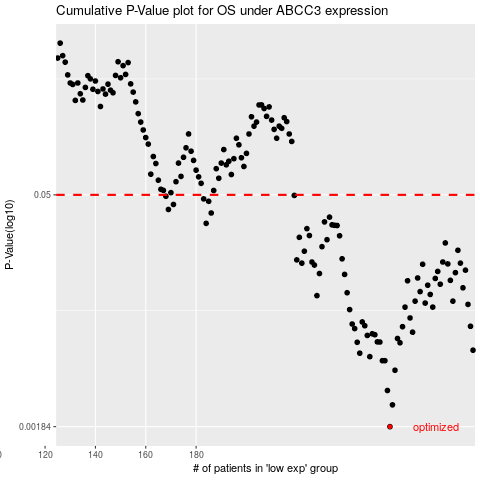 Cumulative P-Value plot for OS under ABCC3 expression
P-Value(log10)
0.05
0.00184
optimized
0 120 140 160 180
# of patients in 'low exp' group